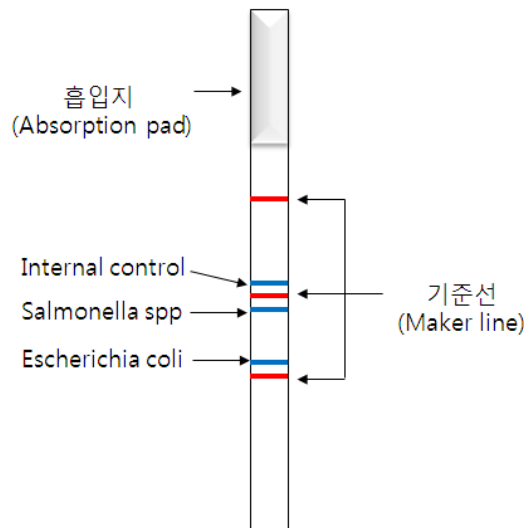 흡입지
(Absorption pad)
Internal control
Salmonella spp
Escherichia coli
기준선
(Maker line)